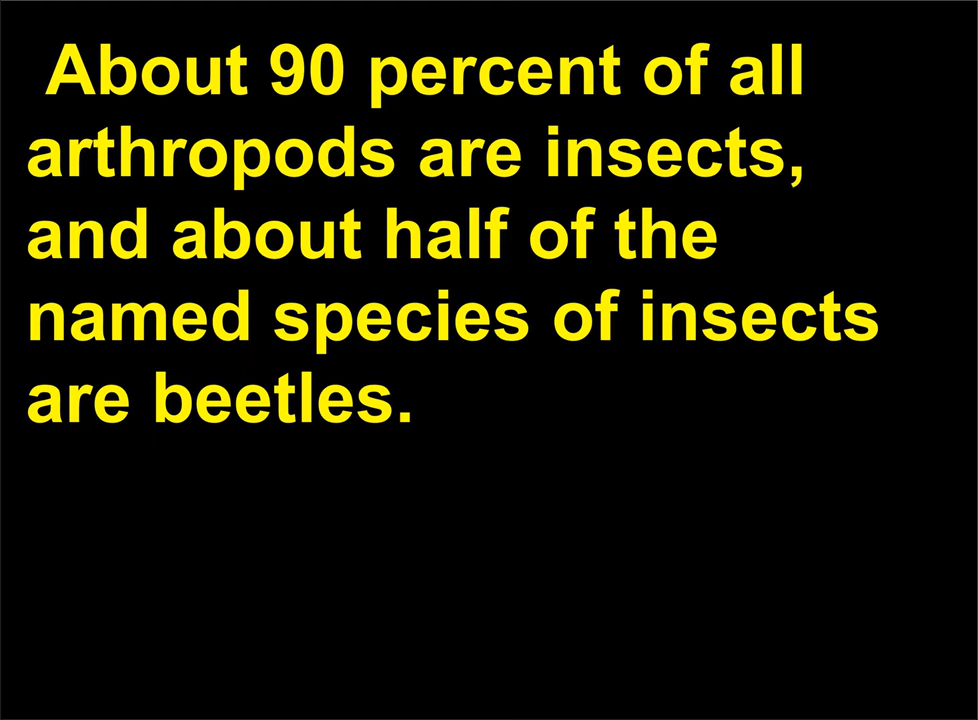 About 90 percent of all
arthropods are insects,
and about half of the
named species of insects
are beetles.